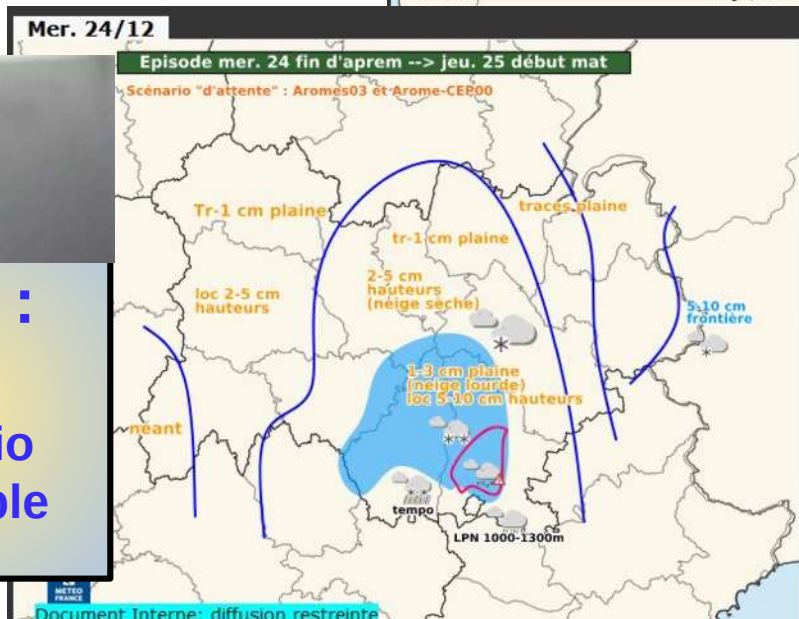 Mer. 24/12
Episode mer. 24 fin d'aprem --> jeu. 25 début mat
Scénario "d'attente" : Arome03 et Arome-CEP00
Tr-1 cm plaine
traces plaine
tr-1 cm plaine
loc 2-5 cm
hauteurs
2-5 cm
hauteurs
(neige sèche)
:
5-10 cm
frontière
1-3 cm plaine
(neige lourde)
loc 5-10 cm hauteurs
néant
tempo
LPN 1000-1300m
METEO
FRANCE
Document Interne: diffusion restreinte